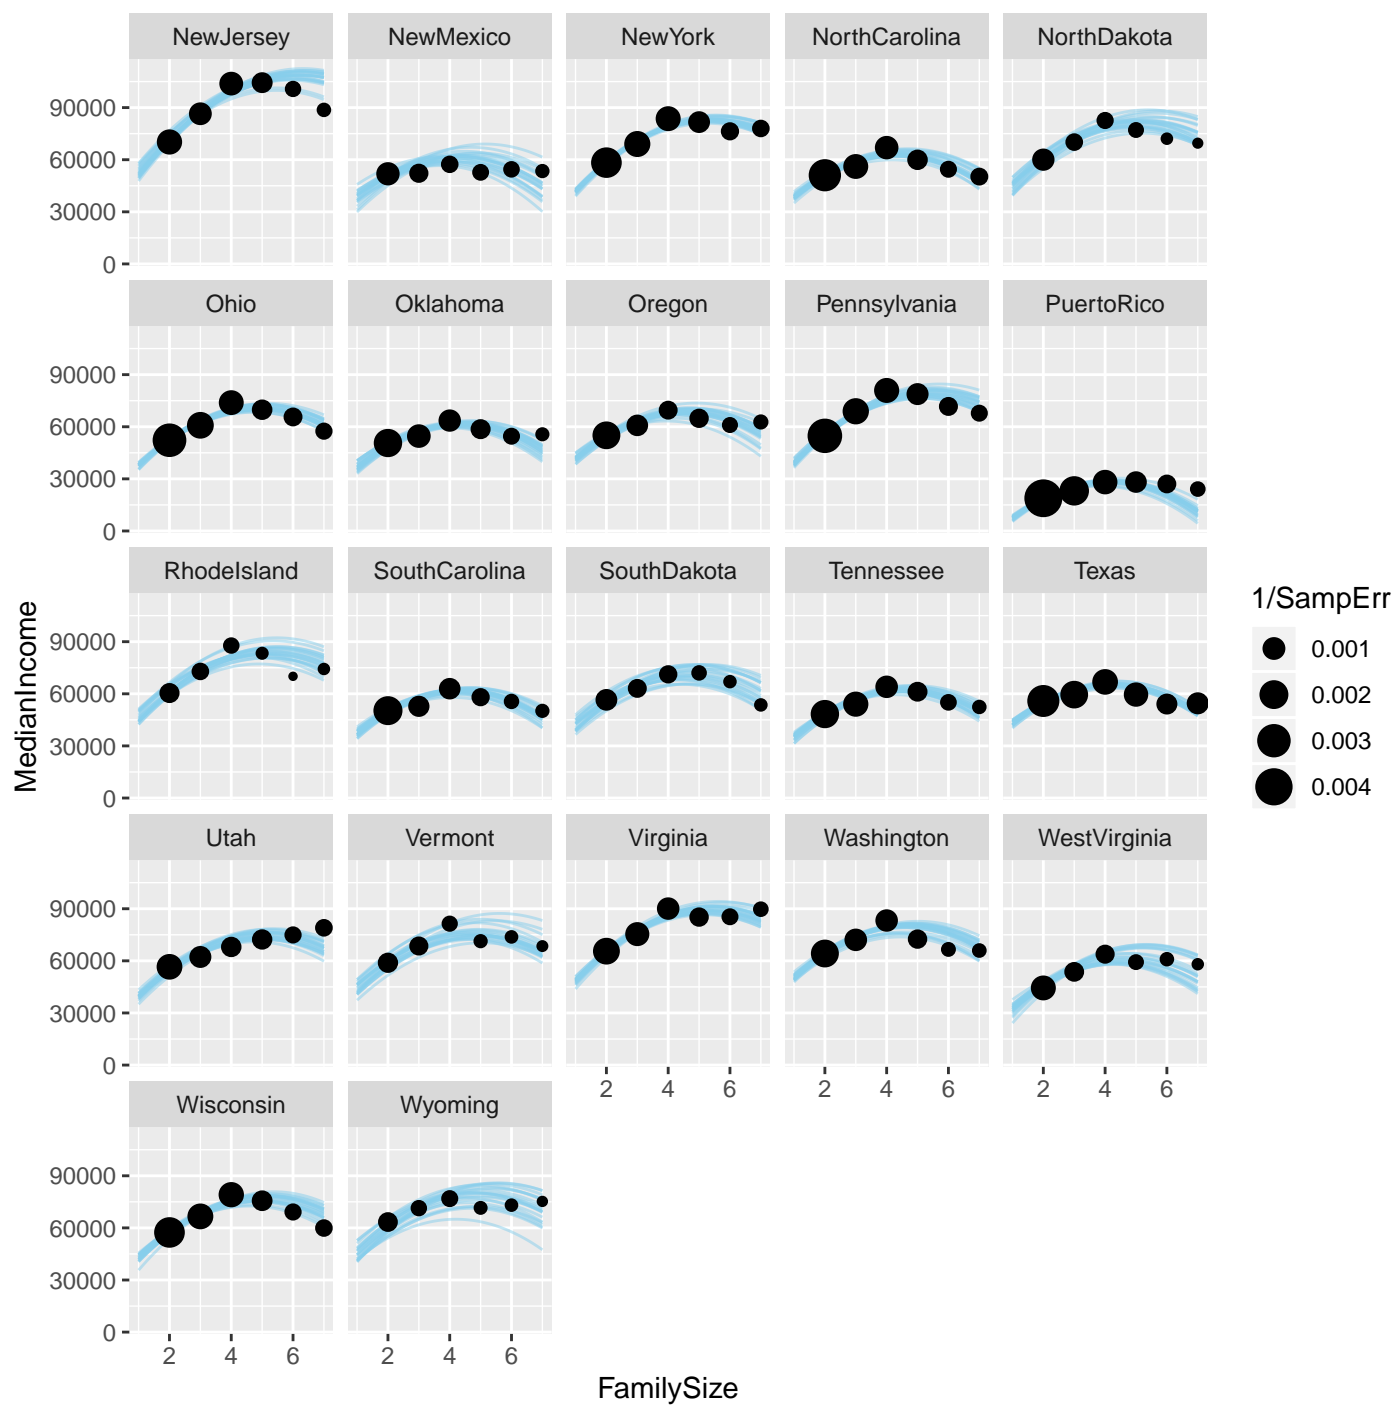 NewJersey NewMexico NewYork NorthCarolina NorthDakota
90000
60000
30000
0
Ohio Oklahoma Oregon Pennsylvania PuertoRico
90000
60000
30000
0
RhodeIsland SouthCarolina SouthDakota Tennessee Texas
90000
60000
30000
0
Utah Vermont Virginia Washington WestVirginia
90000
60000
30000
0
2 4 6 2 4 6 2 4 6
Wisconsin Wyoming
90000
60000
30000
0
2 4 6 2 4 6
MedianIncome
FamilySize
1/SampErr
0.001
0.002
0.003
0.004